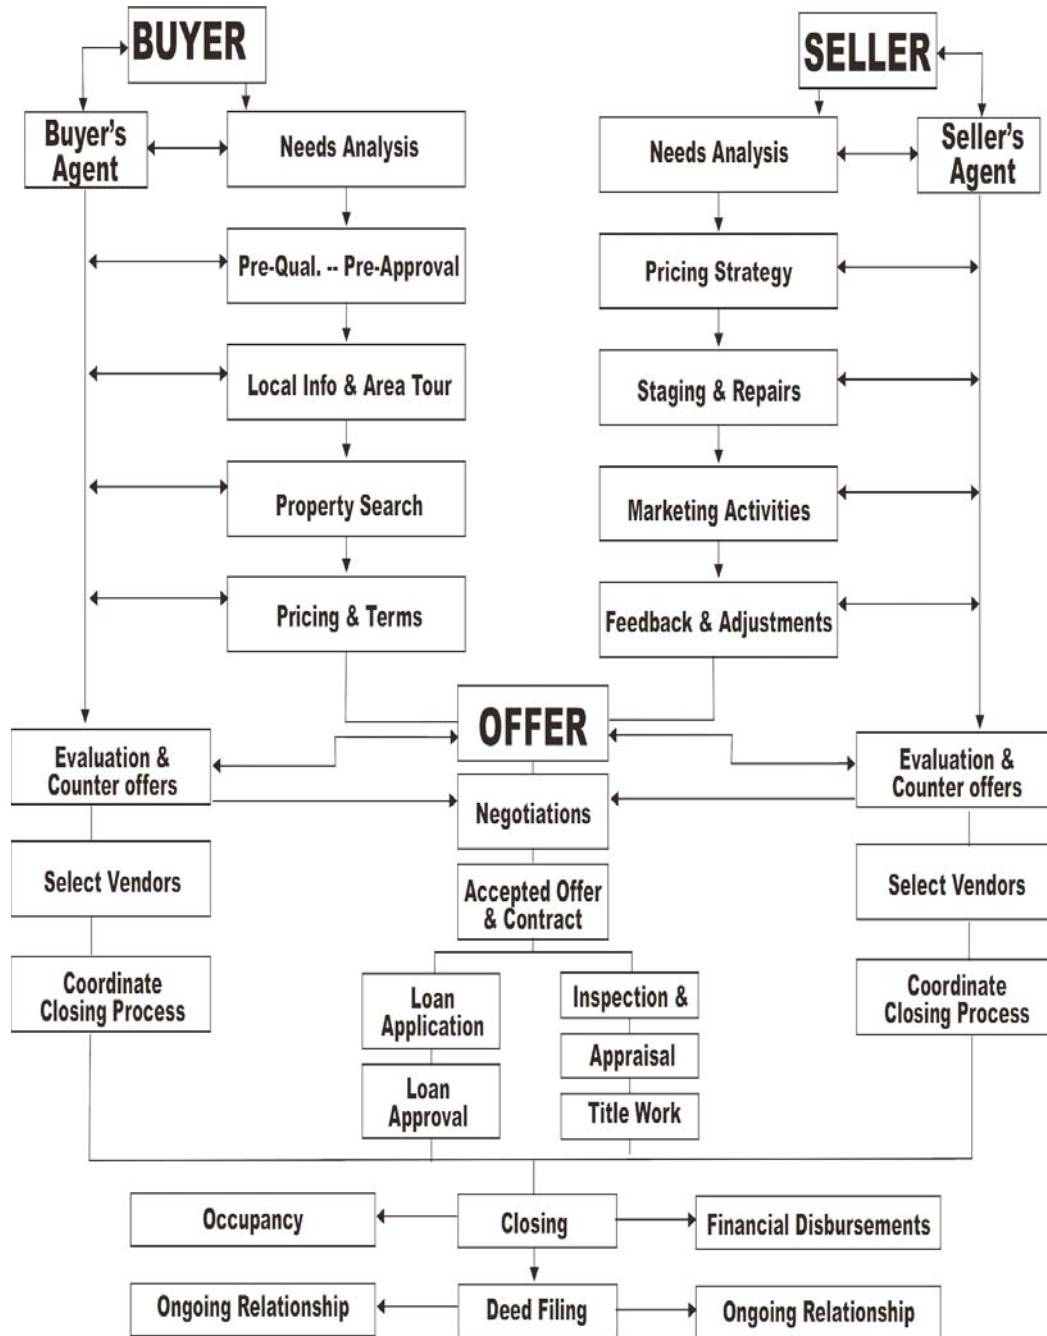 BUYER
SELLER
Buyer's
Agent
Needs Analysis
Needs Analysis
Seller's
Agent
Pre-Qual. -- Pre-Approval
Pricing Strategy
Local Info & Area Tour
Staging & Repairs
Property Search
Marketing Activities
Pricing & Terms
Feedback & Adjustments
OFFER
Evaluation &
Counter offers
Evaluation &
Counter offers
Negotiations
Select Vendors
Accepted Offer
& Contract
Select Vendors
Coordinate
Closing Process
Loan
Application
Inspection &
Coordinate
Closing Process
Appraisal
Loan
Approval
Title Work
Occupancy
Closing
Financial Disbursements
Ongoing Relationship
Deed Filing
Ongoing Relationship